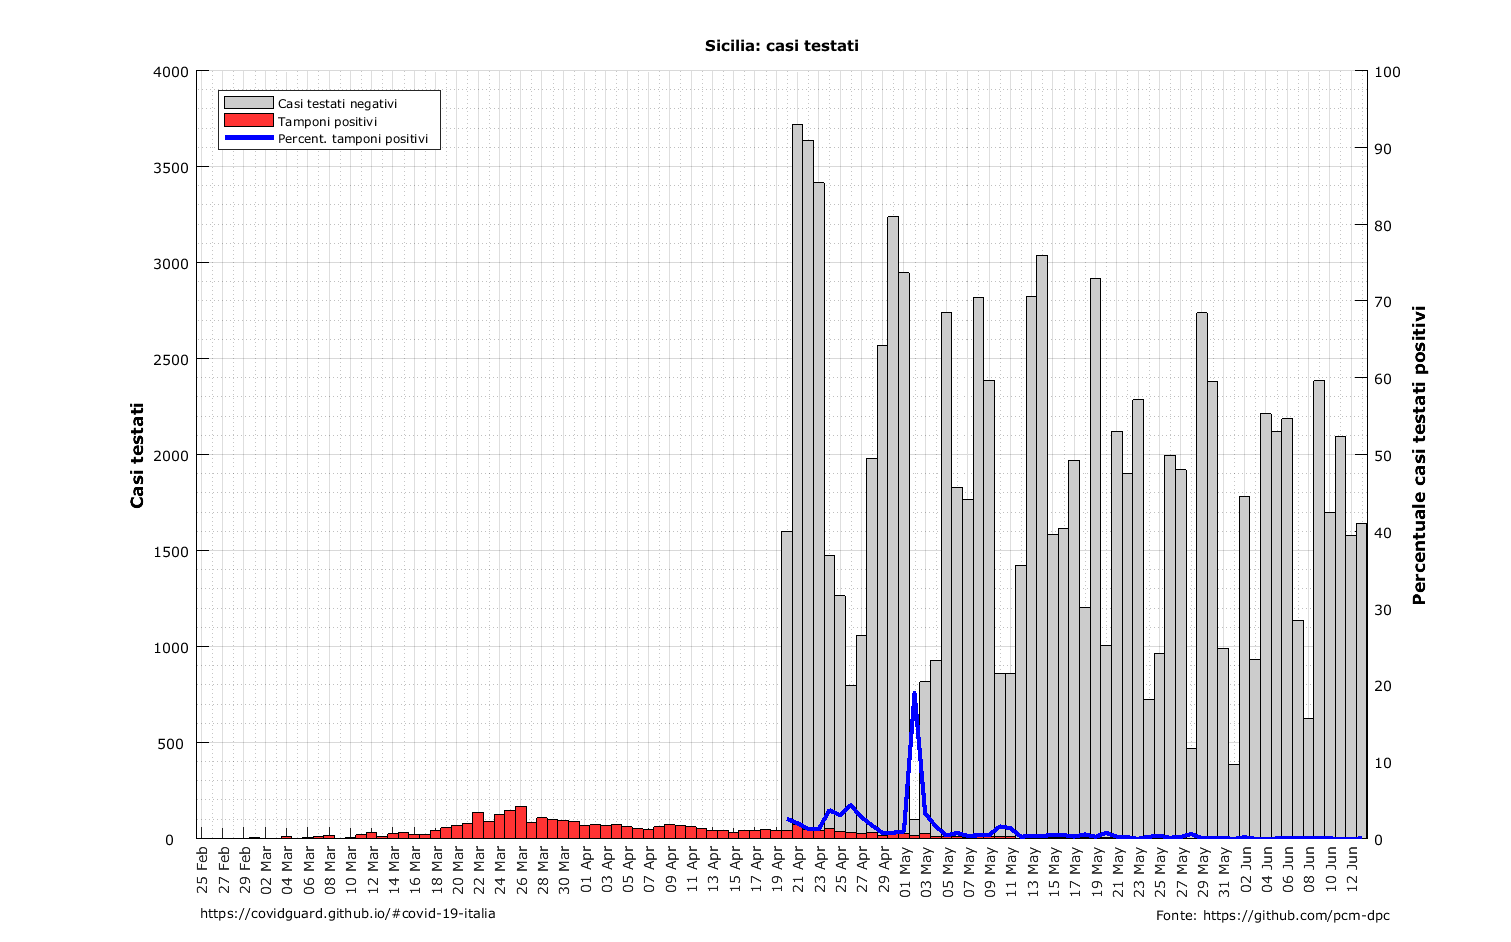 Sicilia: casi testati
4000
3500
3000
2500
2000
1500
1000
500
0
100
90
80
70
60
50
40
30
20
10
0
Casi testati negativi
Tamponi positivi
Percent. tamponi positivi
Casi testati
Percentuale casi testati positivi
25 Feb
27 Feb
29 Feb
02 Mar
04 Mar
06 Mar
08 Mar
10 Mar
12 Mar
14 Mar
16 Mar
18 Mar
20 Mar
22 Mar
24 Mar
26 Mar
28 Mar
30 Mar
01 Apr
03 Apr
05 Apr
07 Apr
09 Apr
11 Apr
13 Apr
15 Apr
17 Apr
19 Apr
21 Apr
23 Apr
25 Apr
27 Apr
29 Apr
01 May
03 May
05 May
07 May
09 May
11 May
13 May
15 May
17 May
19 May
21 May
23 May
25 May
27 May
29 May
31 May
02 Jun
04 Jun
06 Jun
08 Jun
10 Jun
12 Jun
https://covidguard.github.io/#covid-19-italia
Fonte: https://github.com/pcm-dpc